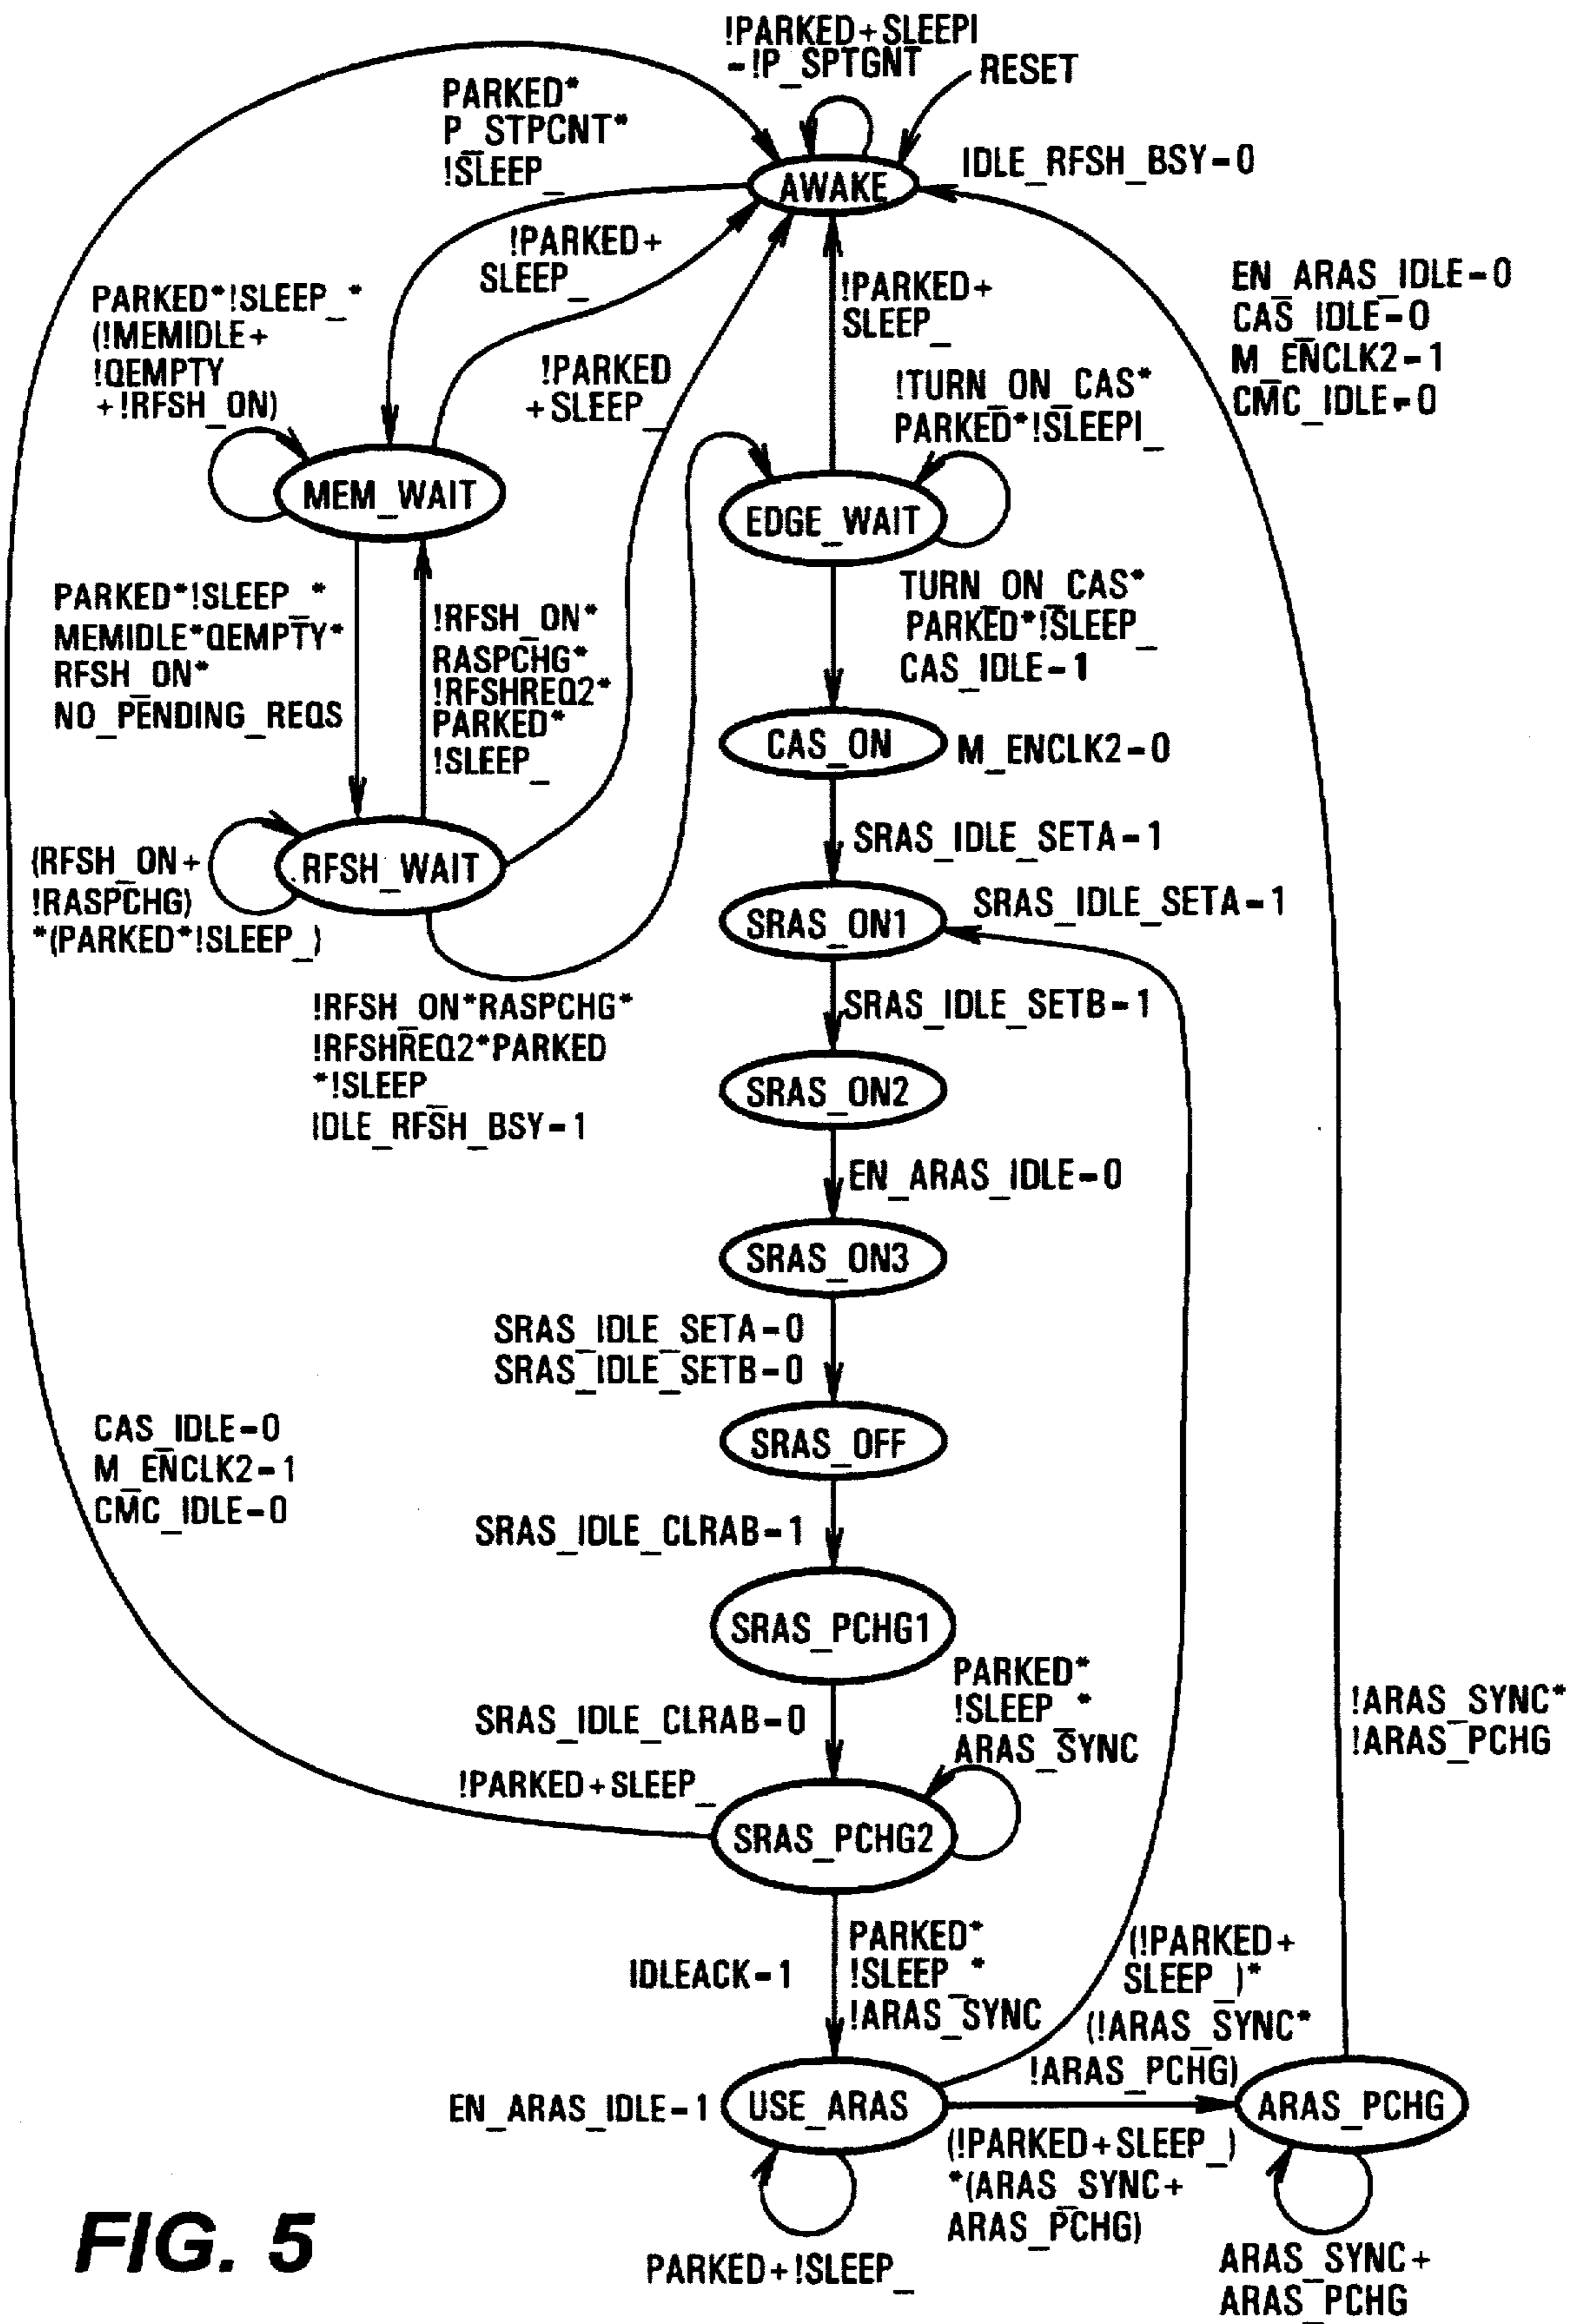 !PARKED+SLEEPI
-!P_SPTGNT
RESET
PARKED*
P_STPCNT*
!SLEEP_
AWAKE
IDLE_RFSH_BSY-0
!PARKED+
SLEEP_
!PARKED+
SLEEP_
EN_ARAS_IDLE-0
CAS_IDLE-0
M_ENCLK2-1
CMC_IDLE-0
PARKED*!SLEEP_*
(!MEMIDLE+
!QEMPTY
+!RFSH_ON)
!PARKED
+SLEEP_
!TURN_ON_CAS*
PARKED*!SLEEPI_
MEM_WAIT
EDGE_WAIT
PARKED*!SLEEP_*
MEMIDLE*QEMPTY*
RFSH_ON*
NO_PENDING_REQS
!RFSH_ON*
RASPCHG*
!RFSHREQ2*
PARKED*
!SLEEP_
TURN_ON_CAS*
PARKED*!SLEEP_
CAS_IDLE-1
CAS_ON
M_ENCLK2-0
SRAS_IDLE_SETA-1
(RFSH_ON+
!RASPCHG)
*(PARKED*!SLEEP_)
RFSH_WAIT
SRAS_ON1
SRAS_IDLE_SETA-1
!RFSH_ON*RASPCHG*
!RFSHREQ2*PARKED
*!SLEEP_
IDLE_RFSH_BSY-1
SRAS_IDLE_SETB-1
SRAS_ON2
EN_ARAS_IDLE-0
SRAS_ON3
SRAS_IDLE_SETA-0
SRAS_IDLE_SETB-0
SRAS_OFF
CAS_IDLE-0
M_ENCLK2-1
CMC_IDLE-0
SRAS_IDLE_CLRAB-1
SRAS_PCHG1
SRAS_IDLE_CLRAB-0
PARKED*
!SLEEP_*
ARAS_SYNC
!ARAS_SYNC*
!ARAS_PCHG
!PARKED+SLEEP_
SRAS_PCHG2
IDLEACK-1
PARKED*
!SLEEP_*
!ARAS_SYNC
(!PARKED+
SLEEP_)*
(!ARAS_SYNC*
!ARAS_PCHG)
EN_ARAS_IDLE-1
USE_ARAS
ARAS_PCHG
(!PARKED+SLEEP_)
*(ARAS_SYNC+
ARAS_PCHG)
PARKED+!SLEEP_
ARAS_SYNC+
ARAS_PCHG
FIG. 5